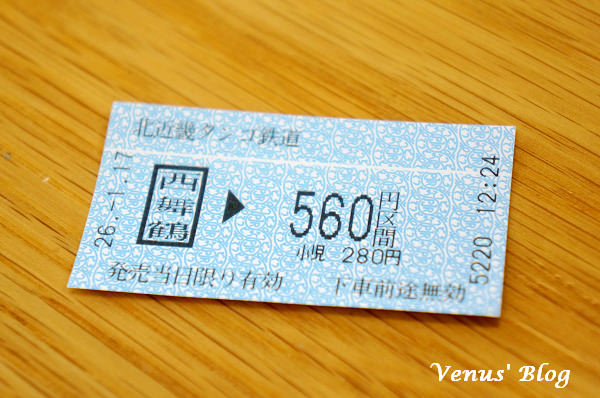 北近畿タンゴ鉄道
26.-1.17
西舞鶴
▶
560円区間
小児 280円
発売当日限り有効
下車前途無効
5220 12:24
Venus' Blog